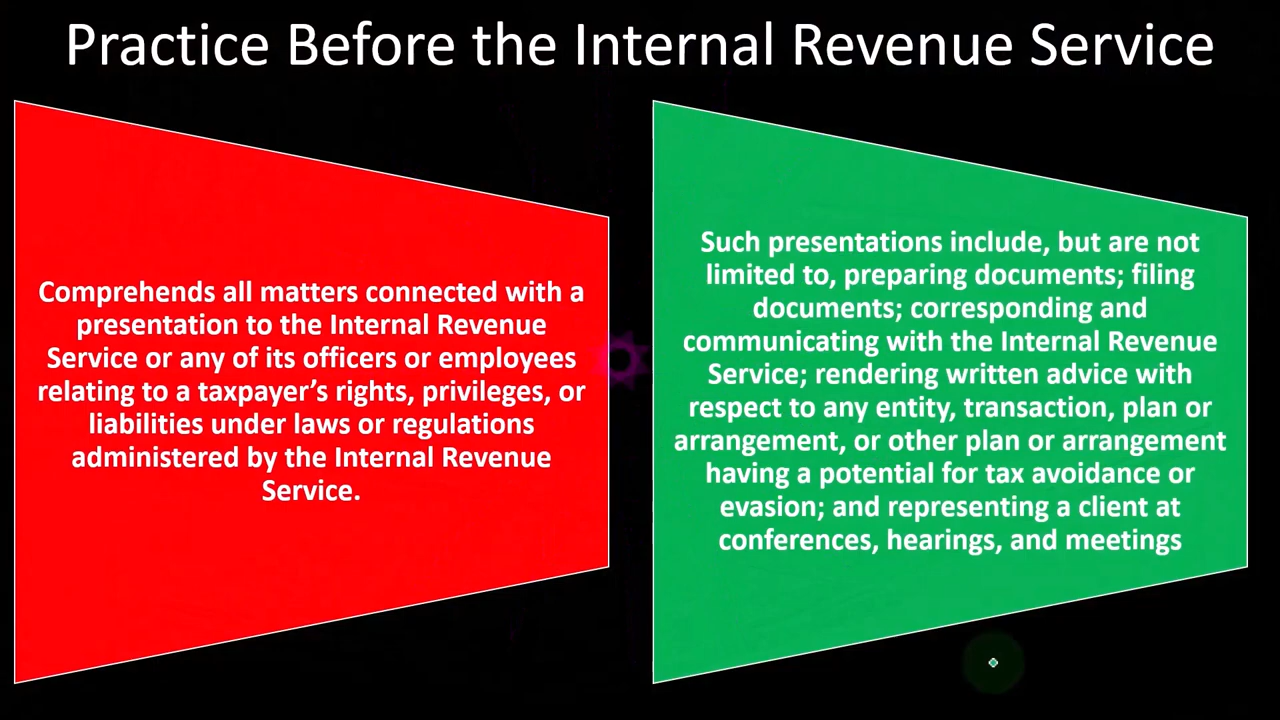 Practice Before the Internal Revenue Service
Comprehends all matters connected with a
presentation to the Internal Revenue
Service or any of its officers or employees
relating to a taxpayer’s rights, privileges, or
liabilities under laws or regulations
administered by the Internal Revenue
Service.
Such presentations include, but are not
limited to, preparing documents; filing
documents; corresponding and
communicating with the Internal Revenue
Service; rendering written advice with
respect to any entity, transaction, plan or
arrangement, or other plan or arrangement
having a potential for tax avoidance or
evasion; and representing a client at
conferences, hearings, and meetings